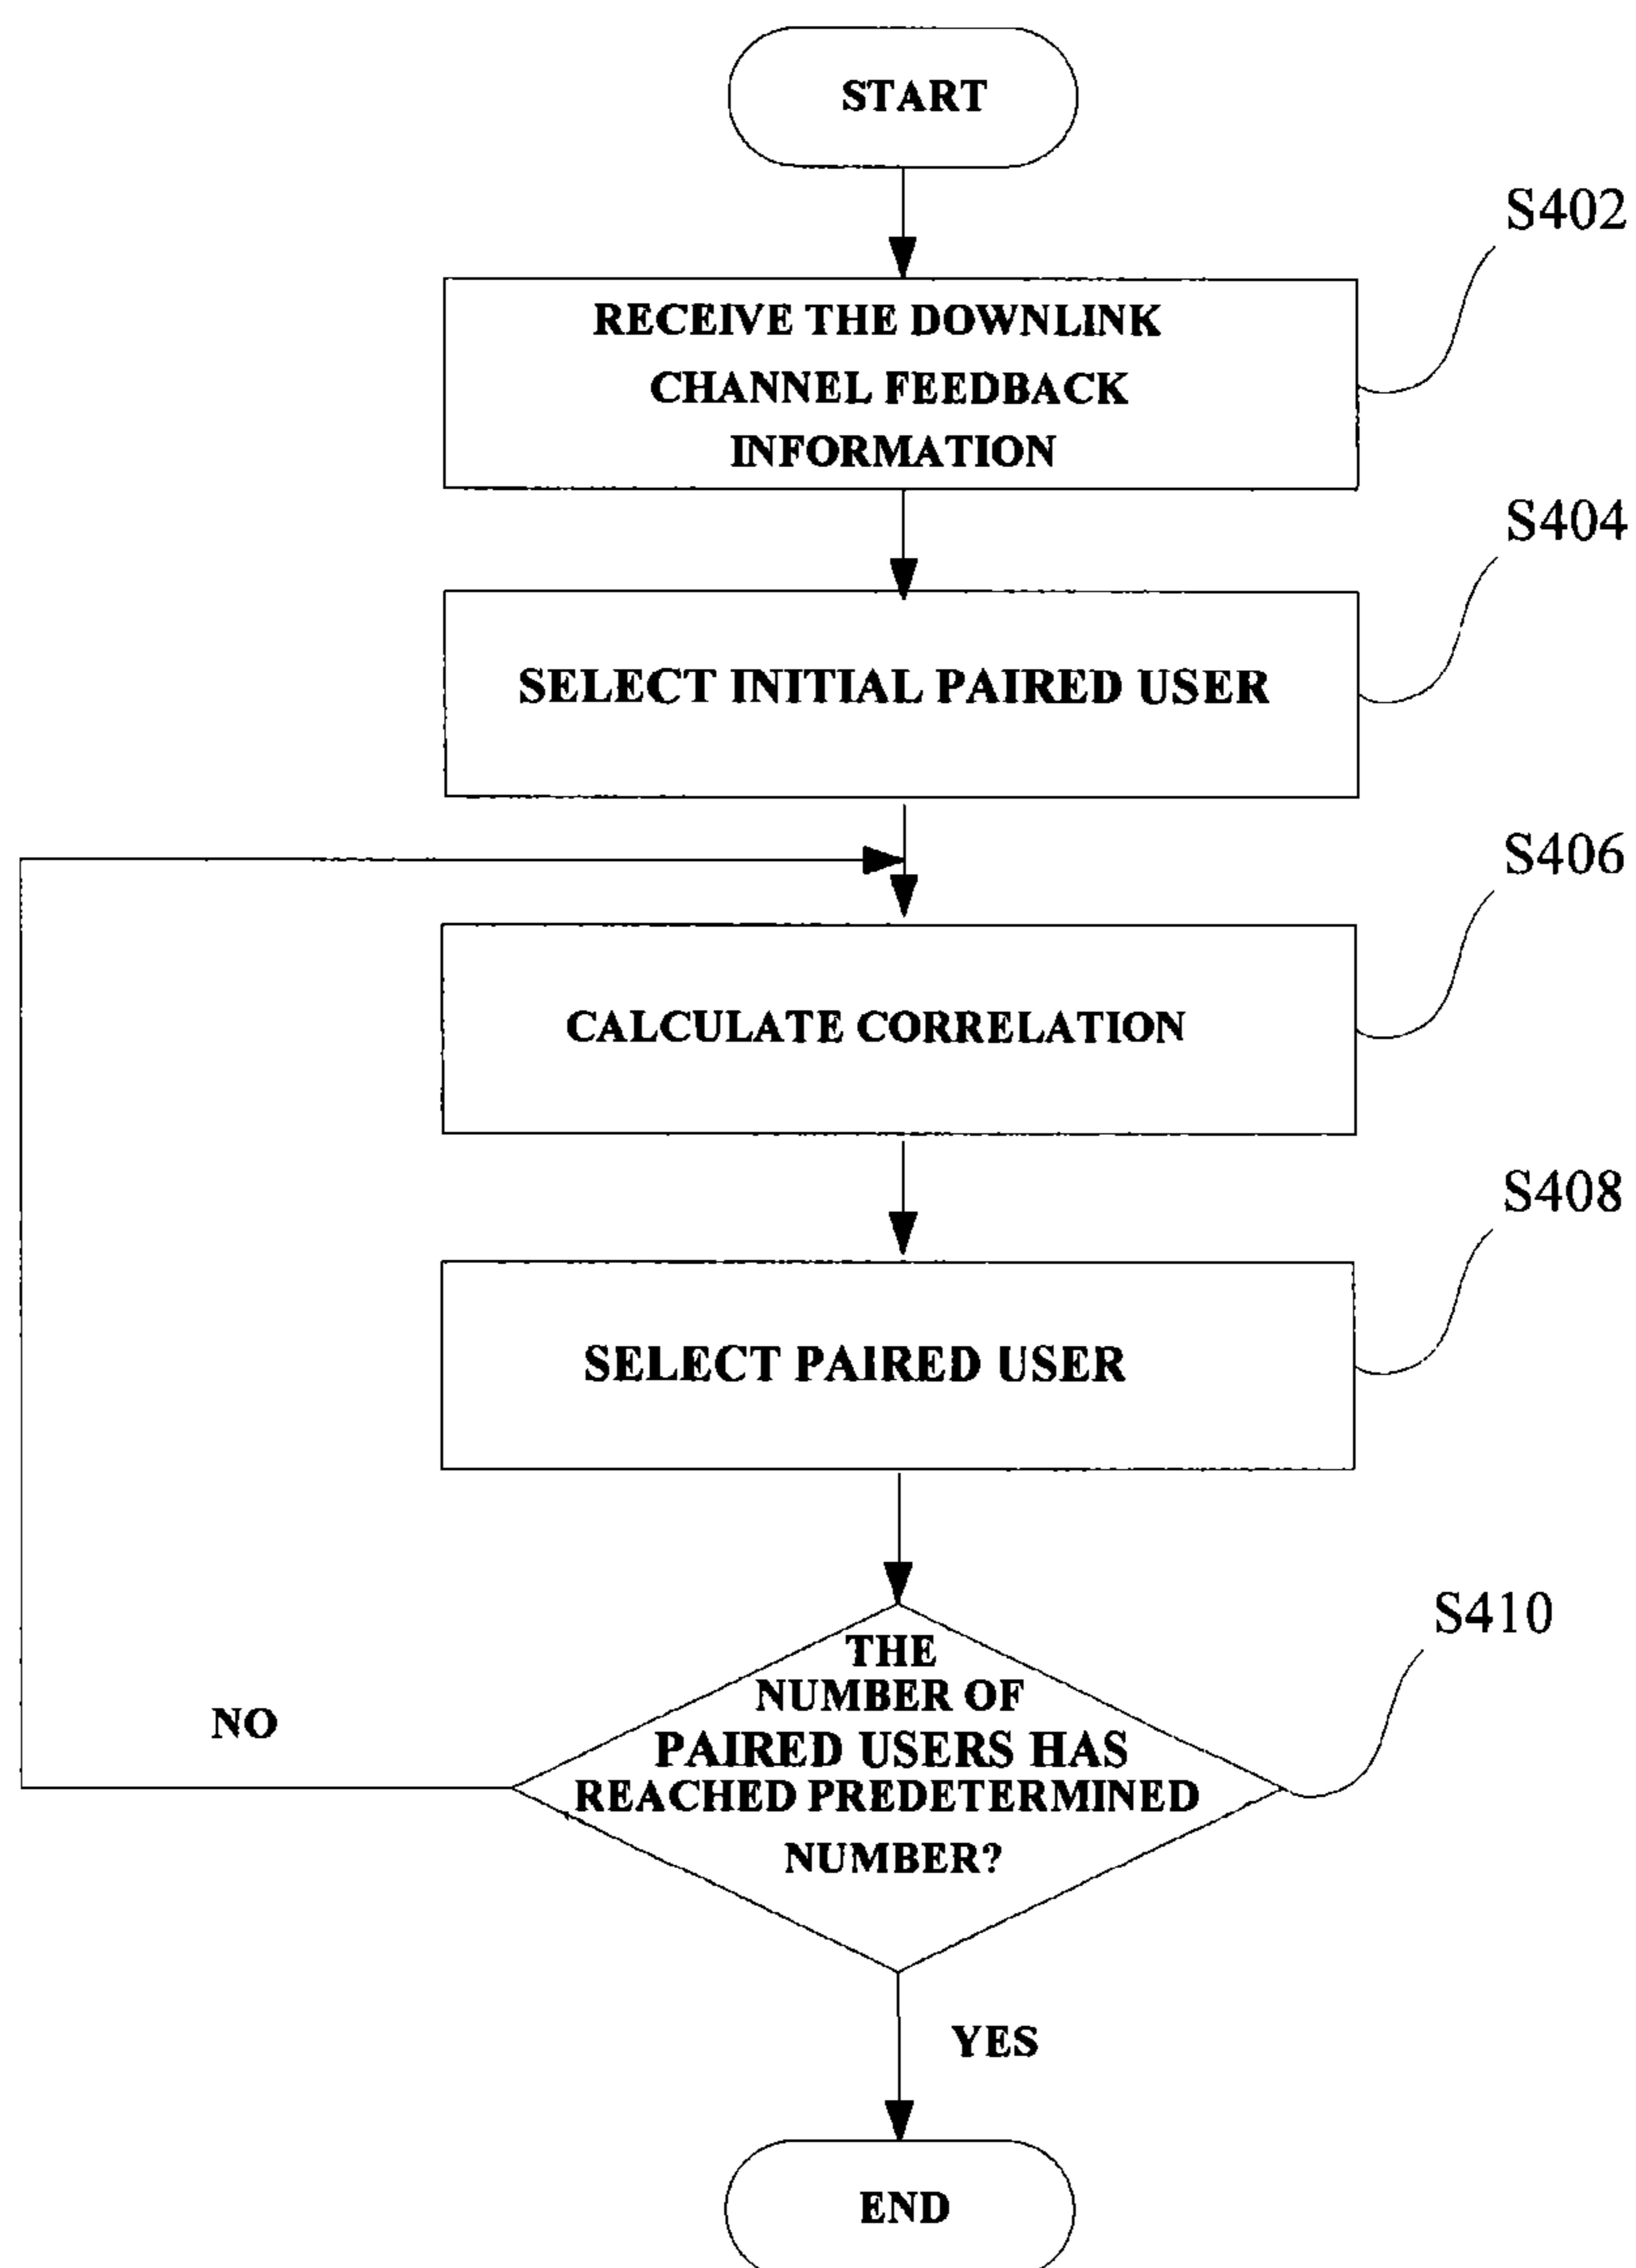 START
S402
RECEIVE THE DOWNLINK
CHANNEL FEEDBACK
INFORMATION
S404
SELECT INITIAL PAIRED USER
S406
CALCULATE CORRELATION
S408
SELECT PAIRED USER
S410
THE
NUMBER OF
PAIRED USERS HAS
REACHED PREDETERMINED
NUMBER?
NO
YES
END